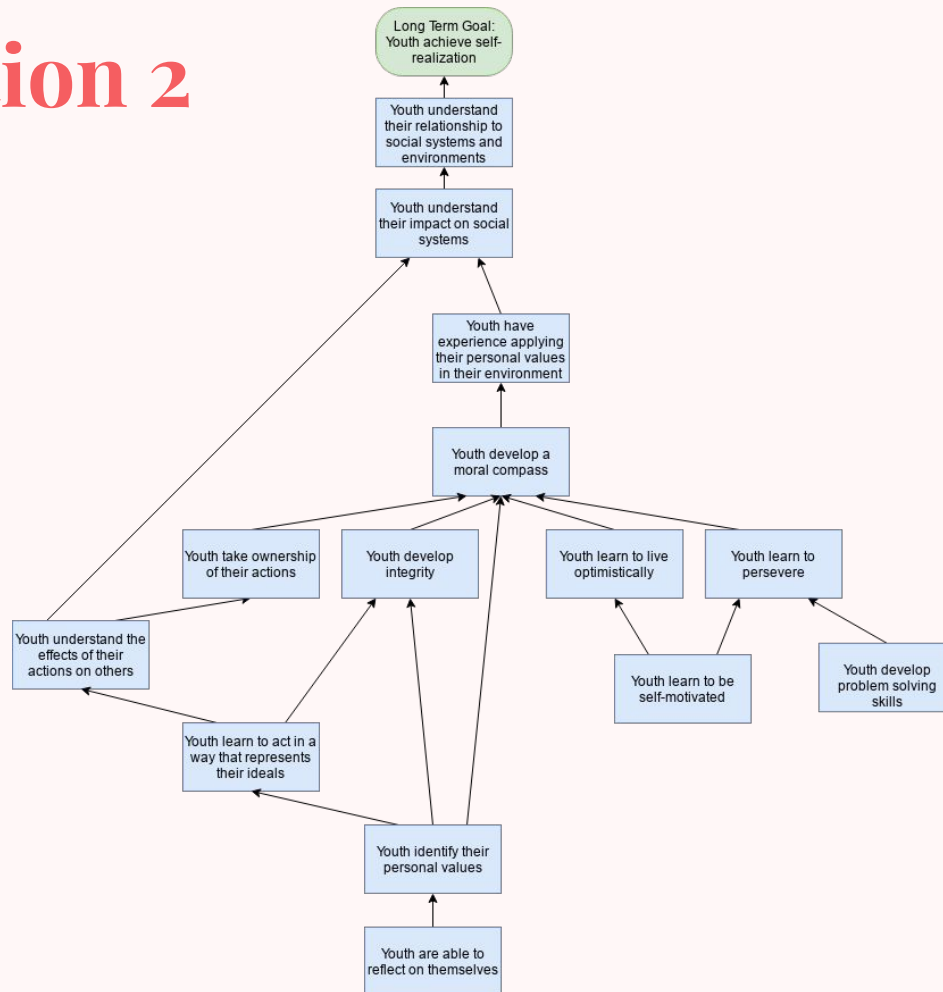 Long Term Goal:
Youth achieve self-
realization
ion 2
Youth understand
their relationship to
social systems and
environments
Youth understand
their impact on social
systems
Youth have
experience applying
their personal values
in their environment
Youth develop a
moral compass
Youth take ownership
of their actions
Youth develop
integrity
Youth learn to live
optimistically
Youth learn to
persevere
Youth understand the
effects of their
actions on others
Youth learn to be
self-motivated
Youth develop
problem solving
skills
Youth learn to act in a
way that represents
their ideals
Youth identify their
personal values
Youth are able to
reflect on themselves